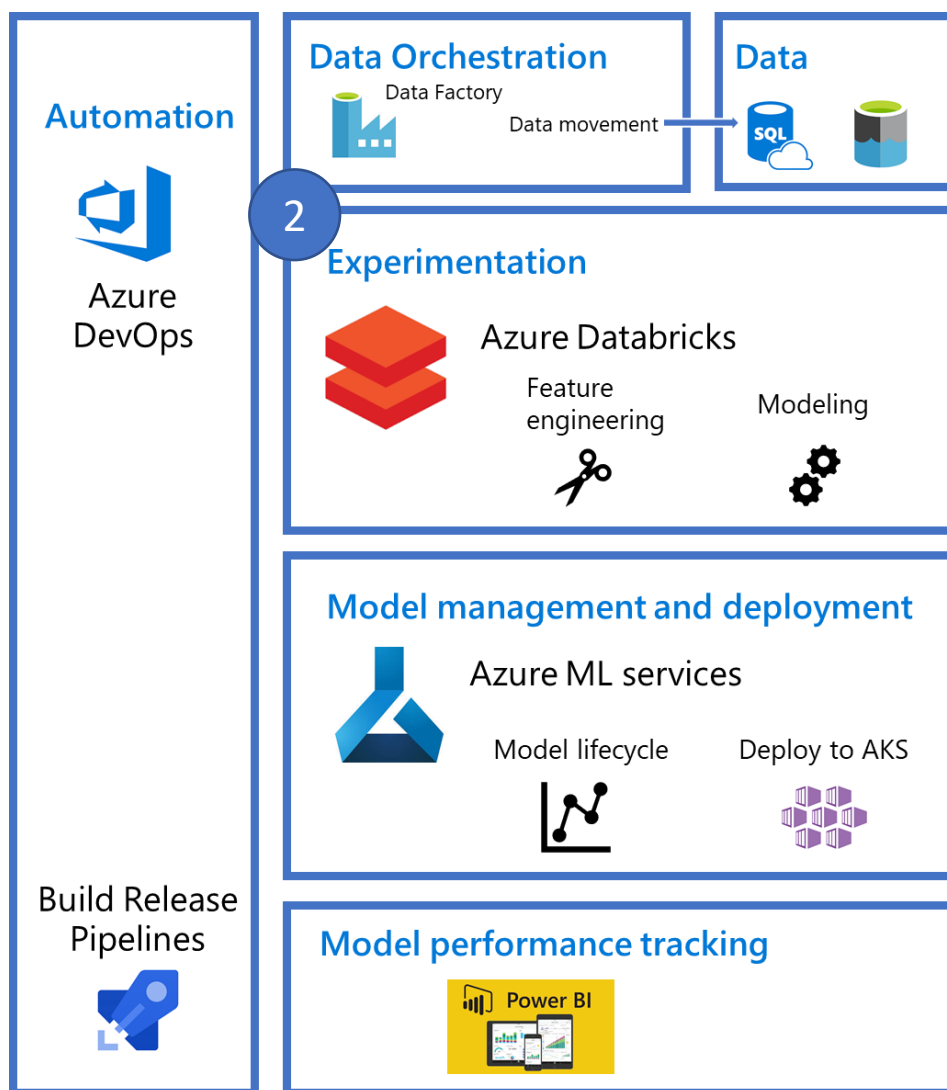 Automation
Azure
DevOps
Build Release
Pipelines
Data Orchestration
Data Factory
Data movement
Data
SQL
2
Experimentation
Azure Databricks
Feature
engineering
Modeling
Model management and deployment
Azure ML services
Model lifecycle
Deploy to AKS
Model performance tracking
Power BI